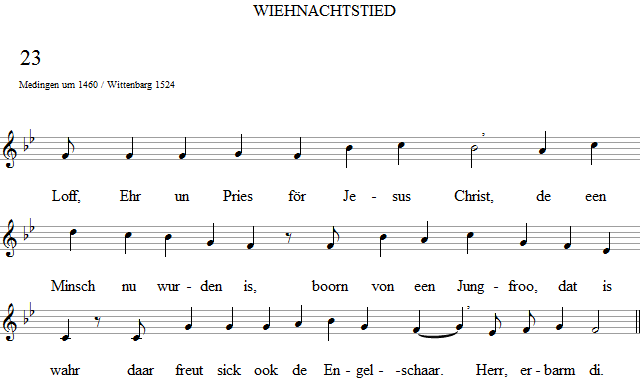 WIEHNACHTSTIED
23
Medingen um 1460 / Wittenbarg 1524
Loff, Ehr un Pries för Je - sus Christ, de een
Minsch nu wur - den is, boorn von een Jung - froo, dat is
wahr daar freut sick ook de En - gel - -schaar. Herr, er - barm di.